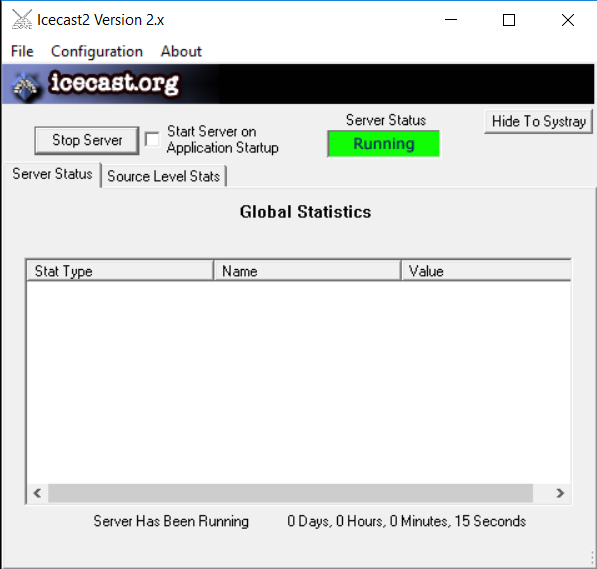 Icecast2 Version 2.x
File Configuration About
icecast.org
Server Status
Hide To Systray
Running
Stop Server
Start Server on
Application Startup
Server Status Source Level Stats
Global Statistics
Stat Type Name Value
Server Has Been Running 0 Days, 0 Hours, 0 Minutes, 15 Seconds